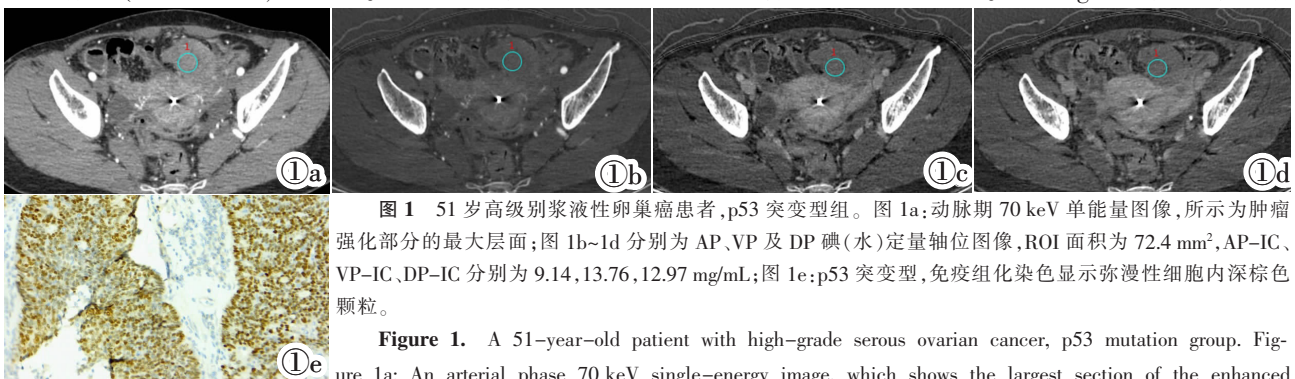 1
1
1
1
①a
①b
①c
①d
①e
图 1 51 岁高级别浆液性卵巢癌患者,p53 突变型组。图 1a:动脉期 70 keV 单能量图像,所示为肿瘤
强化部分的最大层面;图 1b~1d 分别为 AP、VP 及 DP 碘(水)定量轴位图像,ROI 面积为 72.4 mm²,AP-IC、
VP-IC、DP-IC 分别为 9.14,13.76,12.97 mg/mL;图 1e:p53 突变型,免疫组化染色显示弥漫性细胞内深棕色
颗粒。
Figure 1. A 51-year-old patient with high-grade serous ovarian cancer, p53 mutation group. Fig-
ure 1a: An arterial phase 70 keV single-energy image, which shows the largest section of the enhanced